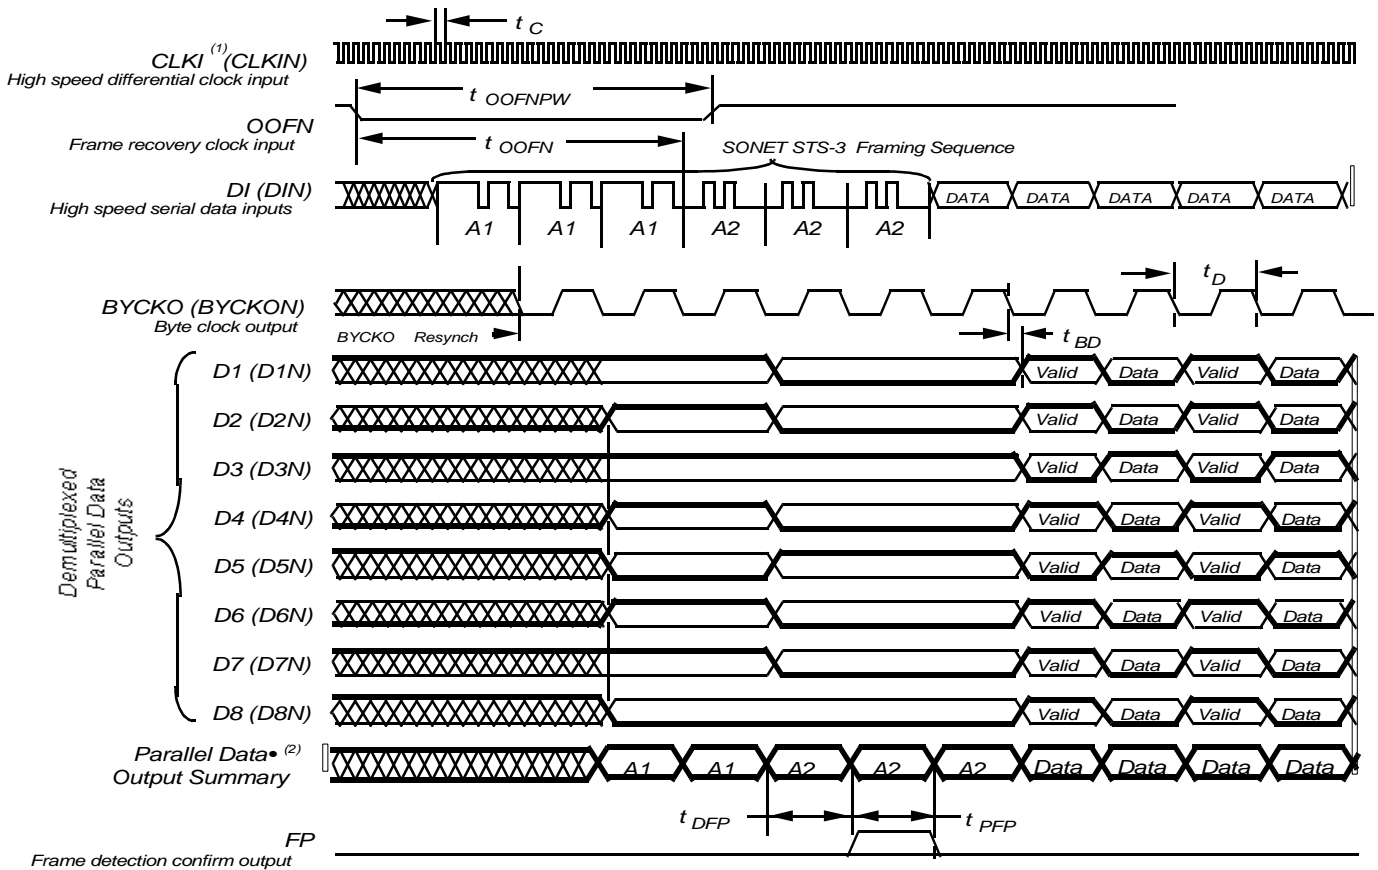 t C
CLKI (1)(CLKIN)
High speed differential clock input
t OOFNPW
OOFN
Frame recovery clock input
t OOFN
SONET STS-3 Framing Sequence
DI (DIN)
High speed serial data inputs
DATA DATA DATA DATA DATA
A1 A1 A1 A2 A2 A2
t D
BYCKO (BYCKON)
Byte clock output
BYCKO Resynch
t BD
D1 (D1N) Valid Data Valid Data
D2 (D2N) Valid Data Valid Data
D3 (D3N) Valid Data Valid Data
D4 (D4N) Valid Data Valid Data
D5 (D5N) Valid Data Valid Data
D6 (D6N) Valid Data Valid Data
D7 (D7N) Valid Data Valid Data
D8 (D8N) Valid Data Valid Data
Demultiplexed
Parallel Data
Outputs
Parallel Data• (2)
Output Summary
A1 A1 A2 A2 A2 Data Data Data Data
t DFP
t PFP
FP
Frame detection confirm output